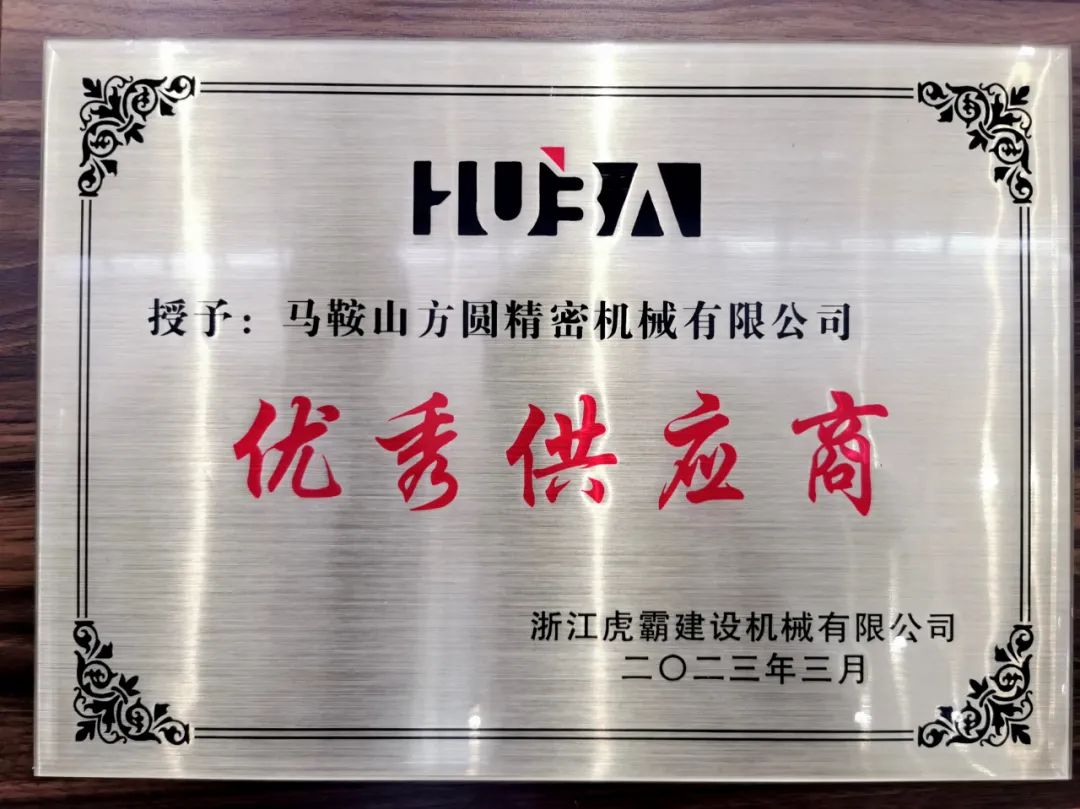 HUBA
授予：马鞍山方圆精密机械有限公司
优秀供应商
浙江虎霸建设机械有限公司
二〇二三年三月